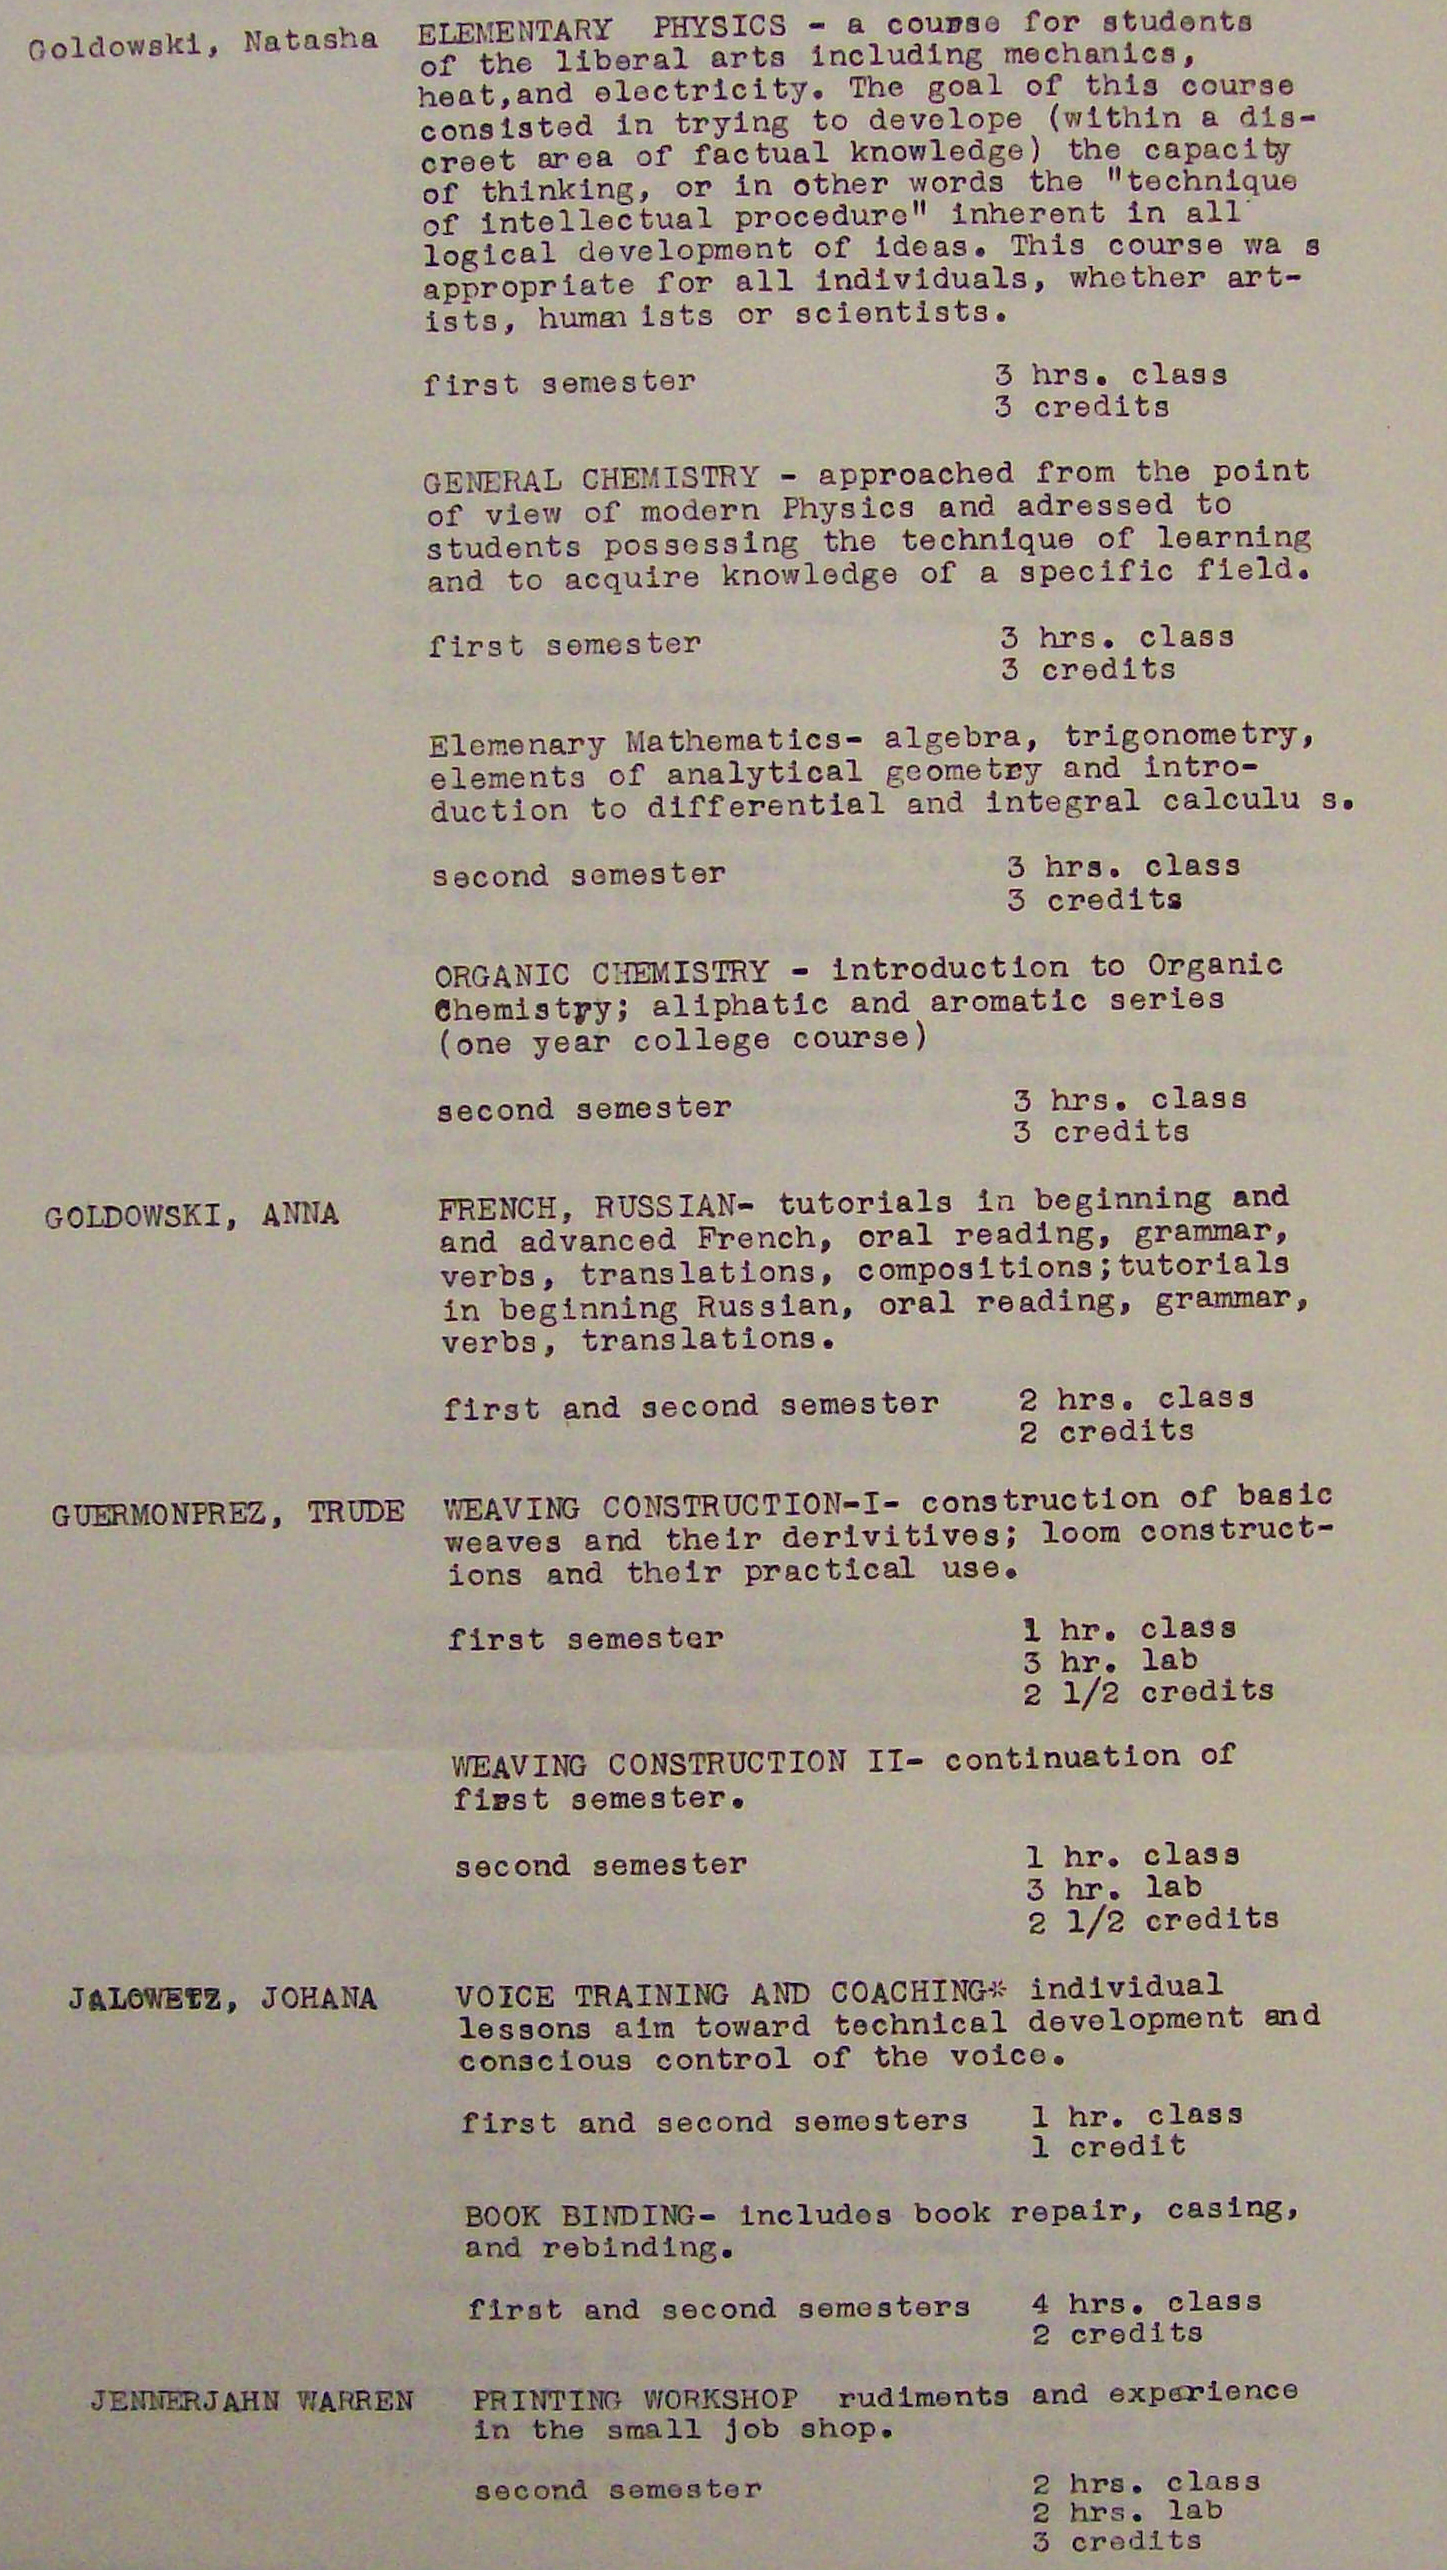 Goldowski, Natasha ELEMENTARY PHYSICS - a course for students
of the liberal arts including mechanics,
heat,and electricity. The goal of this course
consisted in trying to develope (within a dis-
creet area of factual knowledge) the capacity
of thinking, or in other words the "technique
of intellectual procedure" inherent in all
logical development of ideas. This course wa s
appropriate for all individuals, whether art-
ists, human ists or scientists.
first semester 3 hrs. class
3 credits
GENERAL CHEMISTRY - approached from the point
of view of modern Physics and adressed to
students possessing the technique of learning
and to acquire knowledge of a specific field.
first semester 3 hrs. class
3 credits
Elemenary Mathematics- algebra, trigonometry,
elements of analytical geometry and intro-
duction to differential and integral calculu s.
second semester 3 hrs. class
3 credits
ORGANIC CHEMISTRY - introduction to Organic
Chemistry; aliphatic and aromatic series
(one year college course)
second semester 3 hrs. class
3 credits
GOLDOWSKI, ANNA FRENCH, RUSSIAN- tutorials in beginning and
and advanced French, oral reading, grammar,
verbs, translations, compositions;tutorials
in beginning Russian, oral reading, grammar,
verbs, translations.
first and second semester 2 hrs. class
2 credits
GUERMONPREZ, TRUDE WEAVING CONSTRUCTION-I- construction of basic
weaves and their derivitives; loom construct-
ions and their practical use.
first semester 1 hr. class
3 hr. lab
2 1/2 credits
WEAVING CONSTRUCTION II- continuation of
first semester.
second semester 1 hr. class
3 hr. lab
2 1/2 credits
JALOWETZ, JOHANA VOICE TRAINING AND COACHING* individual
lessons aim toward technical development and
conscious control of the voice.
first and second semesters 1 hr. class
1 credit
BOOK BINDING- includes book repair, casing,
and rebinding.
first and second semesters 4 hrs. class
2 credits
JENNERJAHN WARREN PRINTING WORKSHOP rudiments and experience
in the small job shop.
second semester 2 hrs. class
2 hrs. lab
3 credits